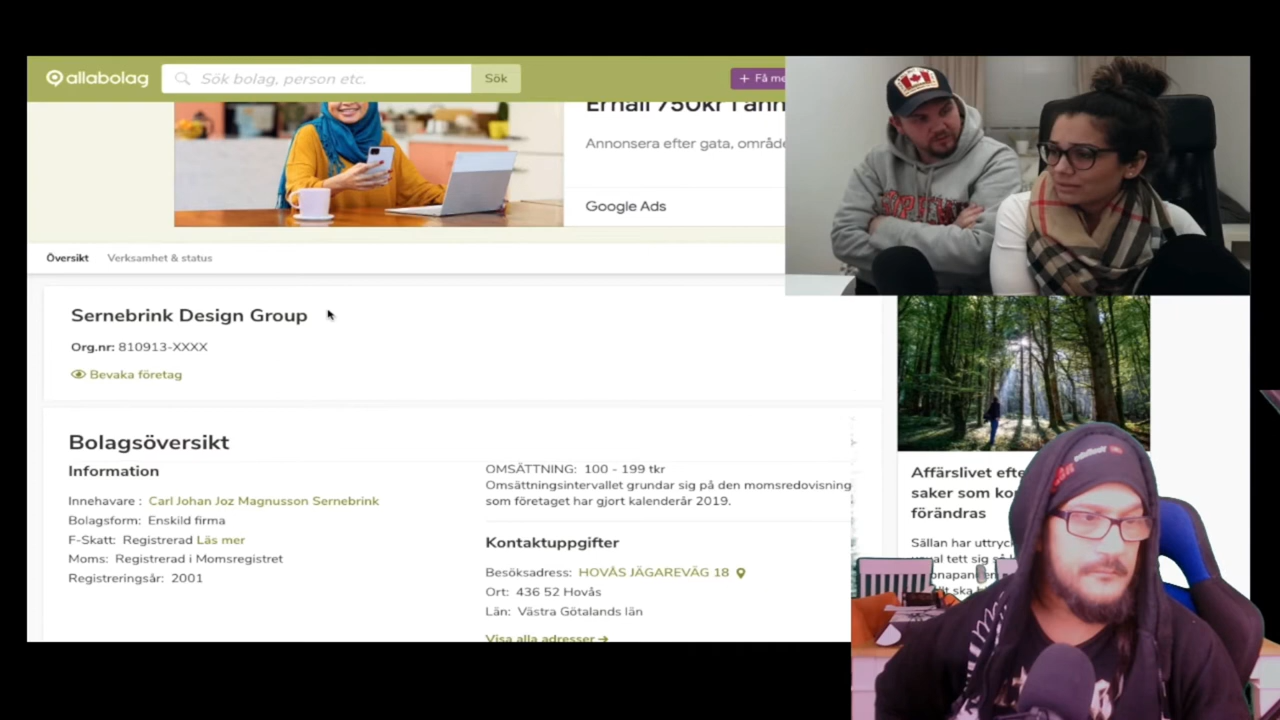 allabolag
Sök bolag, person etc.
Sök
+ Få me
Erhåll 750kr i ann
Annonsera efter gata, område
Google Ads
Översikt
Verksamhet & status
Sernebrink Design Group
Org.nr: 810913-XXXX
Bevaka företag
Bolagsöversikt
Information
Innehavare : Carl Johan Joz Magnusson Sernebrink
Bolagsform: Enskild firma
F-Skatt: Registrerad Läs mer
Moms: Registrerad i Momsregistret
Registreringsår: 2001
OMSÄTTNING: 100 - 199 tkr
Omsättningsintervallet grundar sig på den momsredovisning
som företaget har gjort kalenderår 2019.
Kontaktuppgifter
Besöksadress: HOVÅS JÄGAREVÄG 18
Ort: 436 52 Hovås
Län: Västra Götalands län
Visa alla adresser →
Affärslivet efte
saker som ko
förändras
Sällan har uttryc
tett sig så